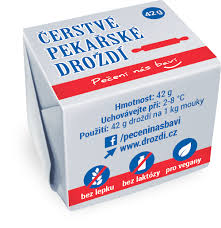 42 g
ČERSTVÉ
PEKAŘSKÉ
DROŽDÍ
Pečení nás baví
Hmotnost: 42 g
Uchovávejte při: 2-8 °C
Použití: 42 g droždí na 1 kg mouky
/peceninasbavi
www.drozdi.cz
bez lepku
bez laktózy
pro vegany